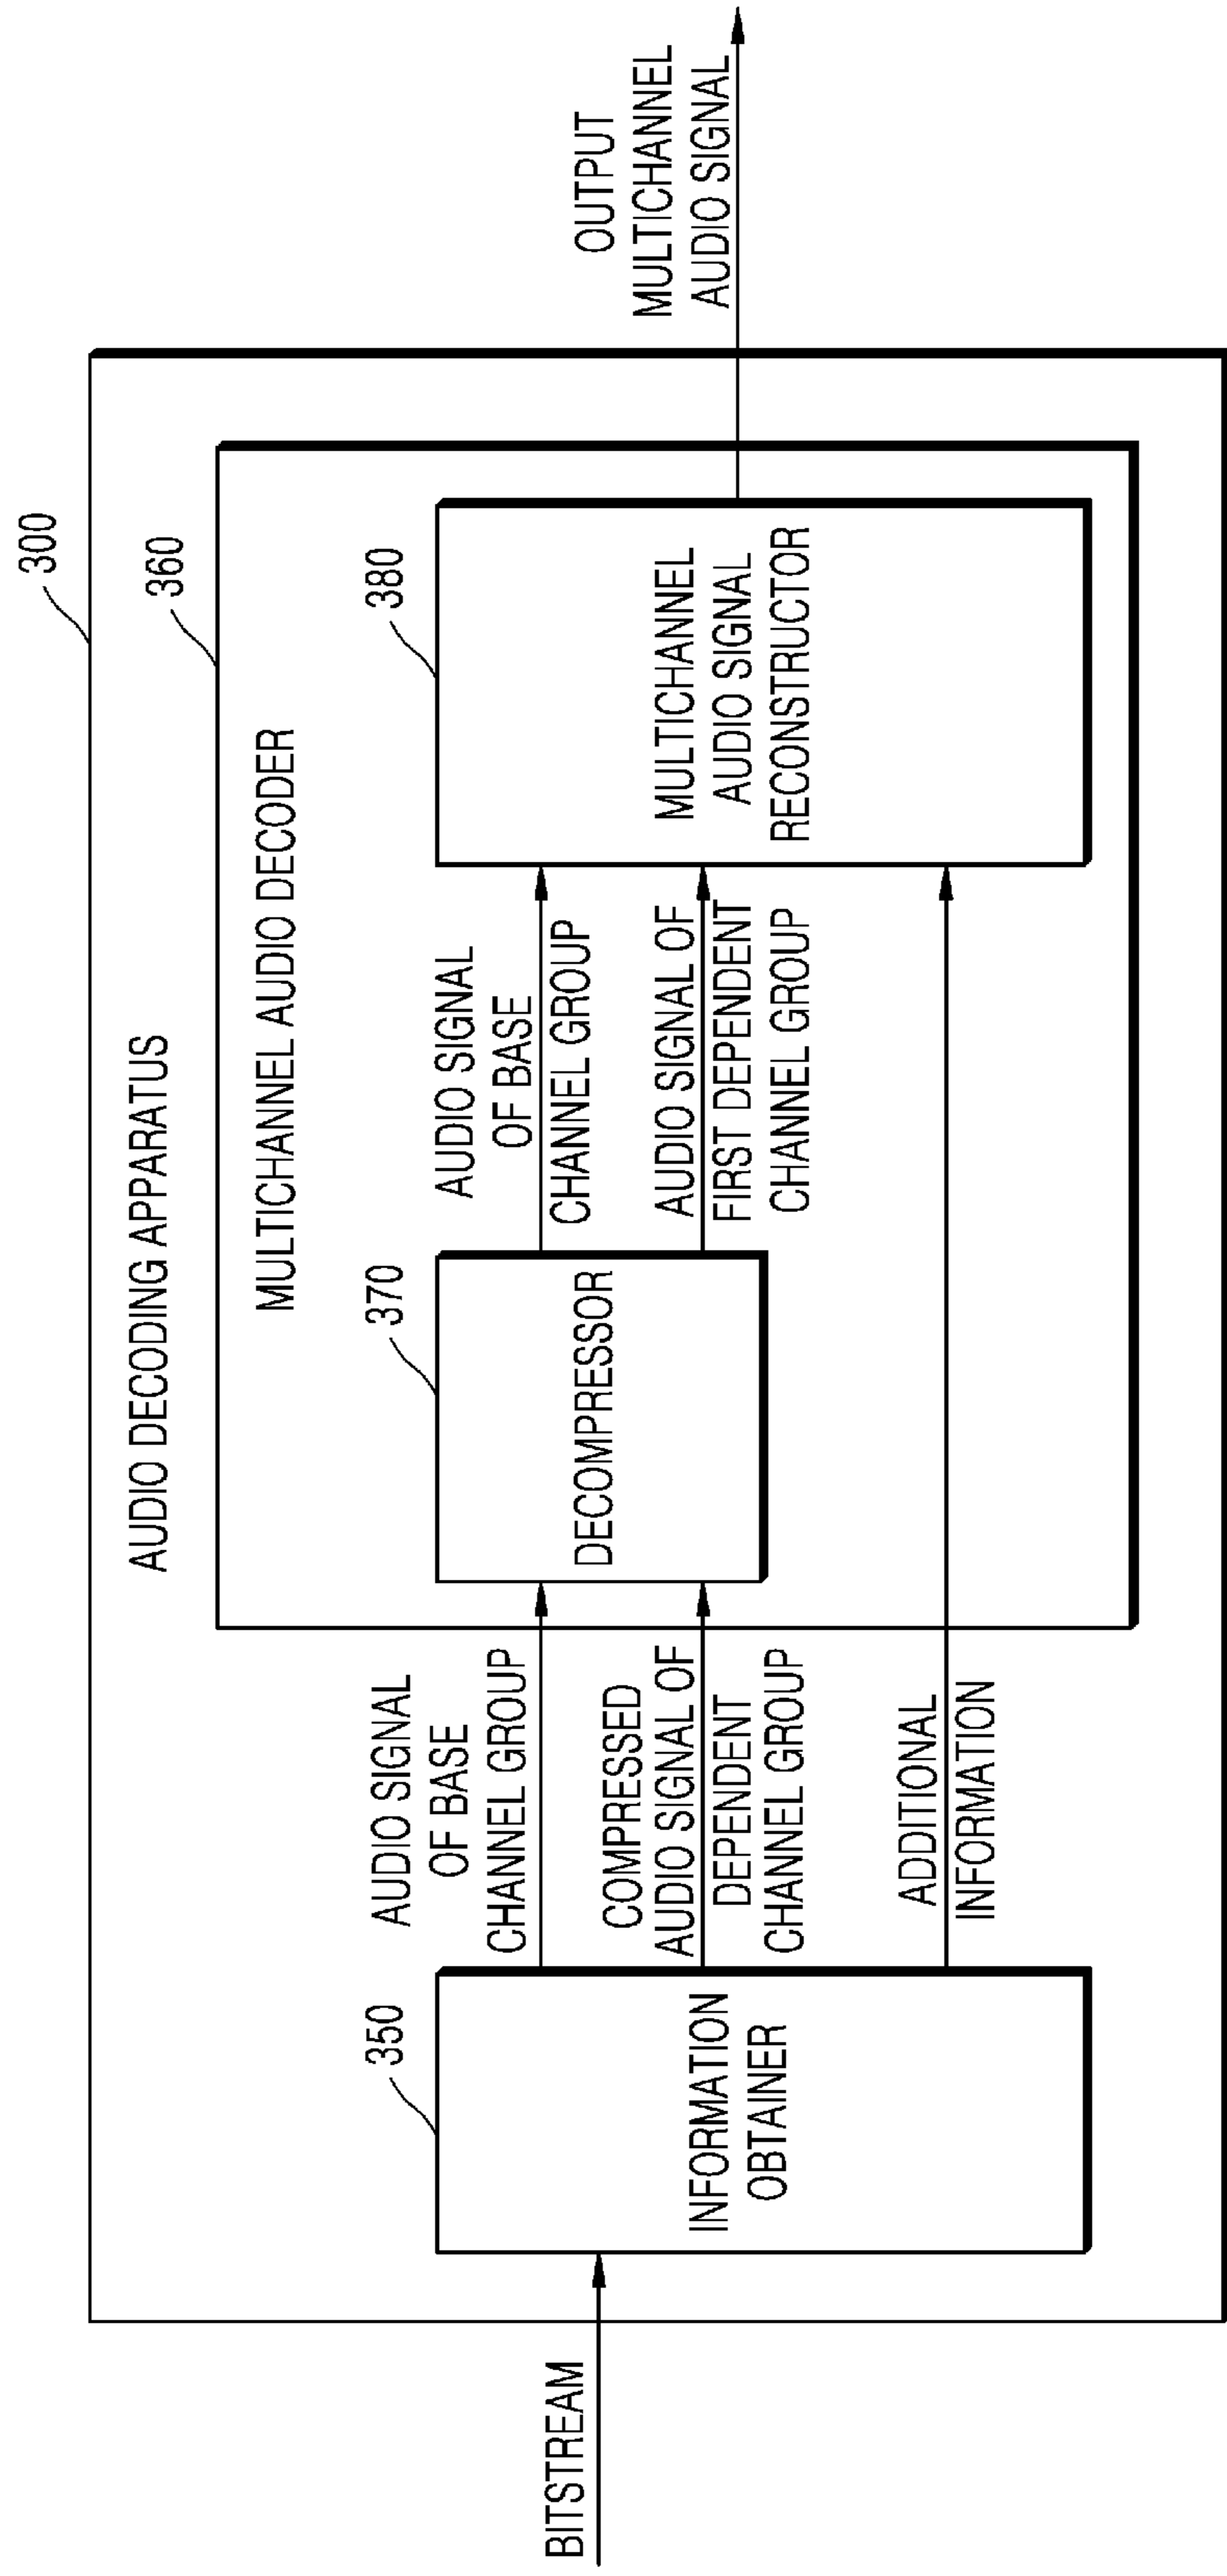 300
AUDIO DECODING APPARATUS
360
MULTICHANNEL AUDIO DECODER
BITSTREAM
350
INFORMATION
OBTAINER
AUDIO SIGNAL
OF BASE
CHANNEL GROUP
COMPRESSED
AUDIO SIGNAL OF
DEPENDENT
CHANNEL GROUP
ADDITIONAL
INFORMATION
370
DECOMPRESSOR
AUDIO SIGNAL
OF BASE
CHANNEL GROUP
AUDIO SIGNAL OF
FIRST DEPENDENT
CHANNEL GROUP
380
MULTICHANNEL
AUDIO SIGNAL
RECONSTRUCTOR
OUTPUT
MULTICHANNEL
AUDIO SIGNAL